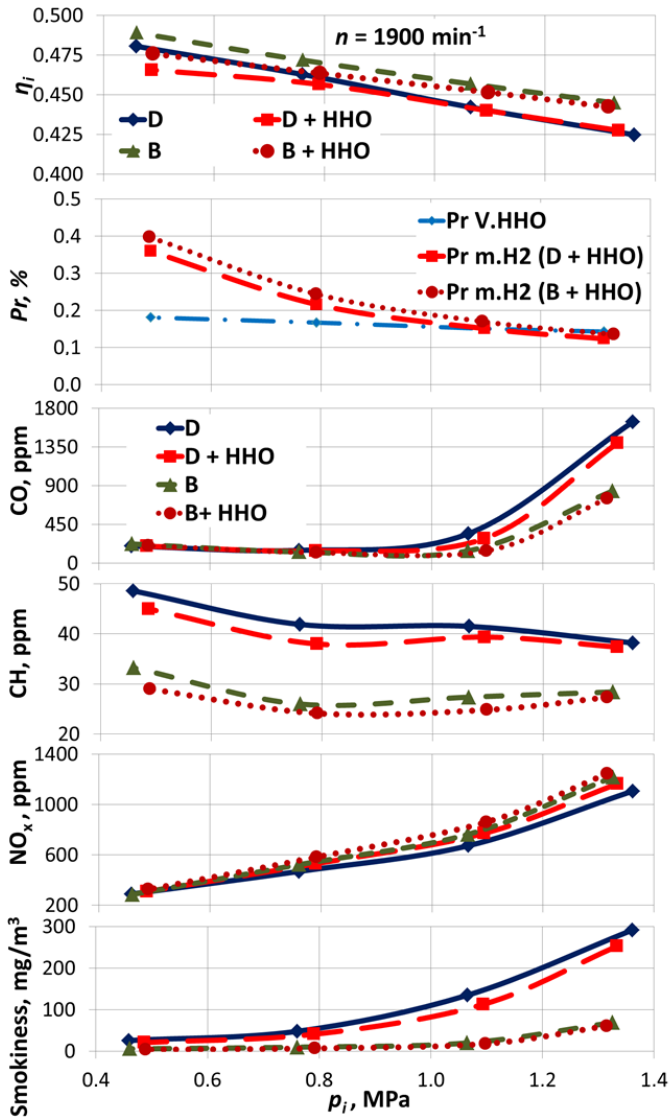 0.500
n = 1900 min-1
0.475
ηi
0.450
D
D + HHO
0.425
B
B + HHO
0.400
0.5
Pr V.HHO
0.4
Pr m.H2 (D + HHO)
Pr, %
0.3
Pr m.H2 (B + HHO)
0.2
0.1
0.0
1800
D
1350
D + HHO
CO, ppm
900
B
B+ HHO
450
0
50
CH, ppm
40
30
20
1400
NOx, ppm
1000
600
200
300
Smokiness, mg/m3
200
100
0
0.4
0.6
0.8
1.0
1.2
1.4
pi, MPa